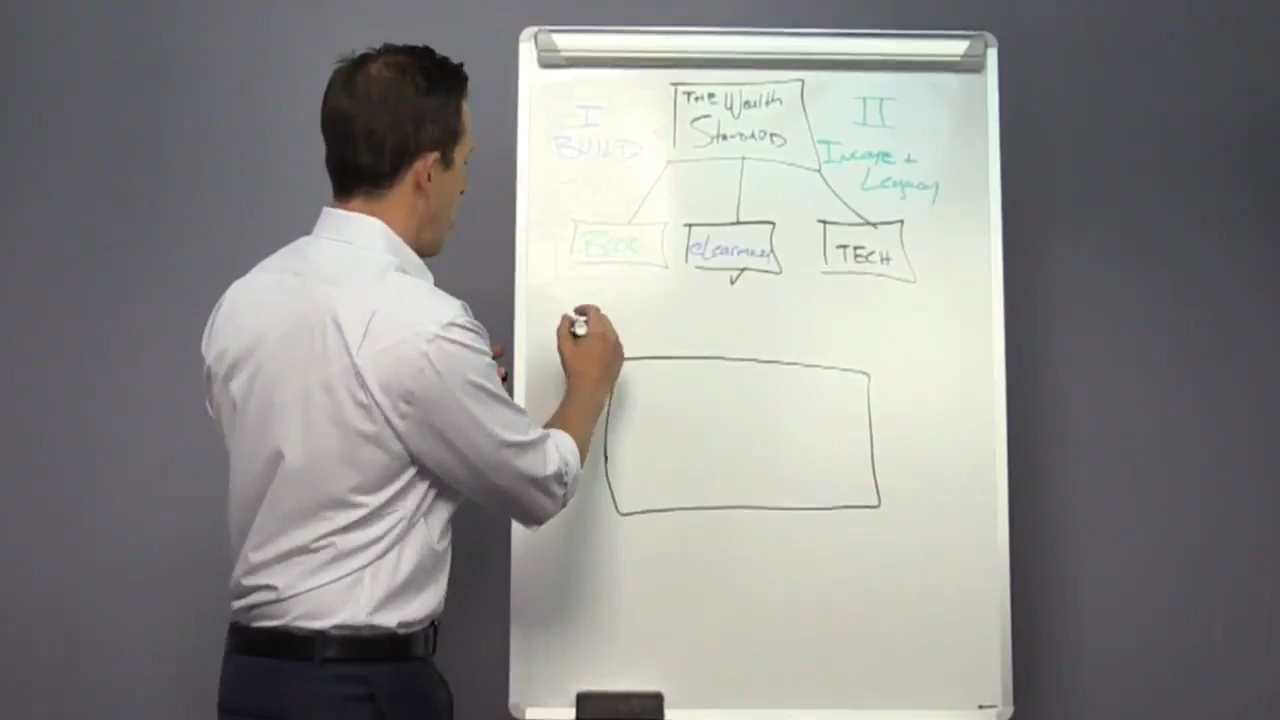 THE Wealth
Standard
I
BUILD
II
Income +
Legacy
Book
eLearning
TECH